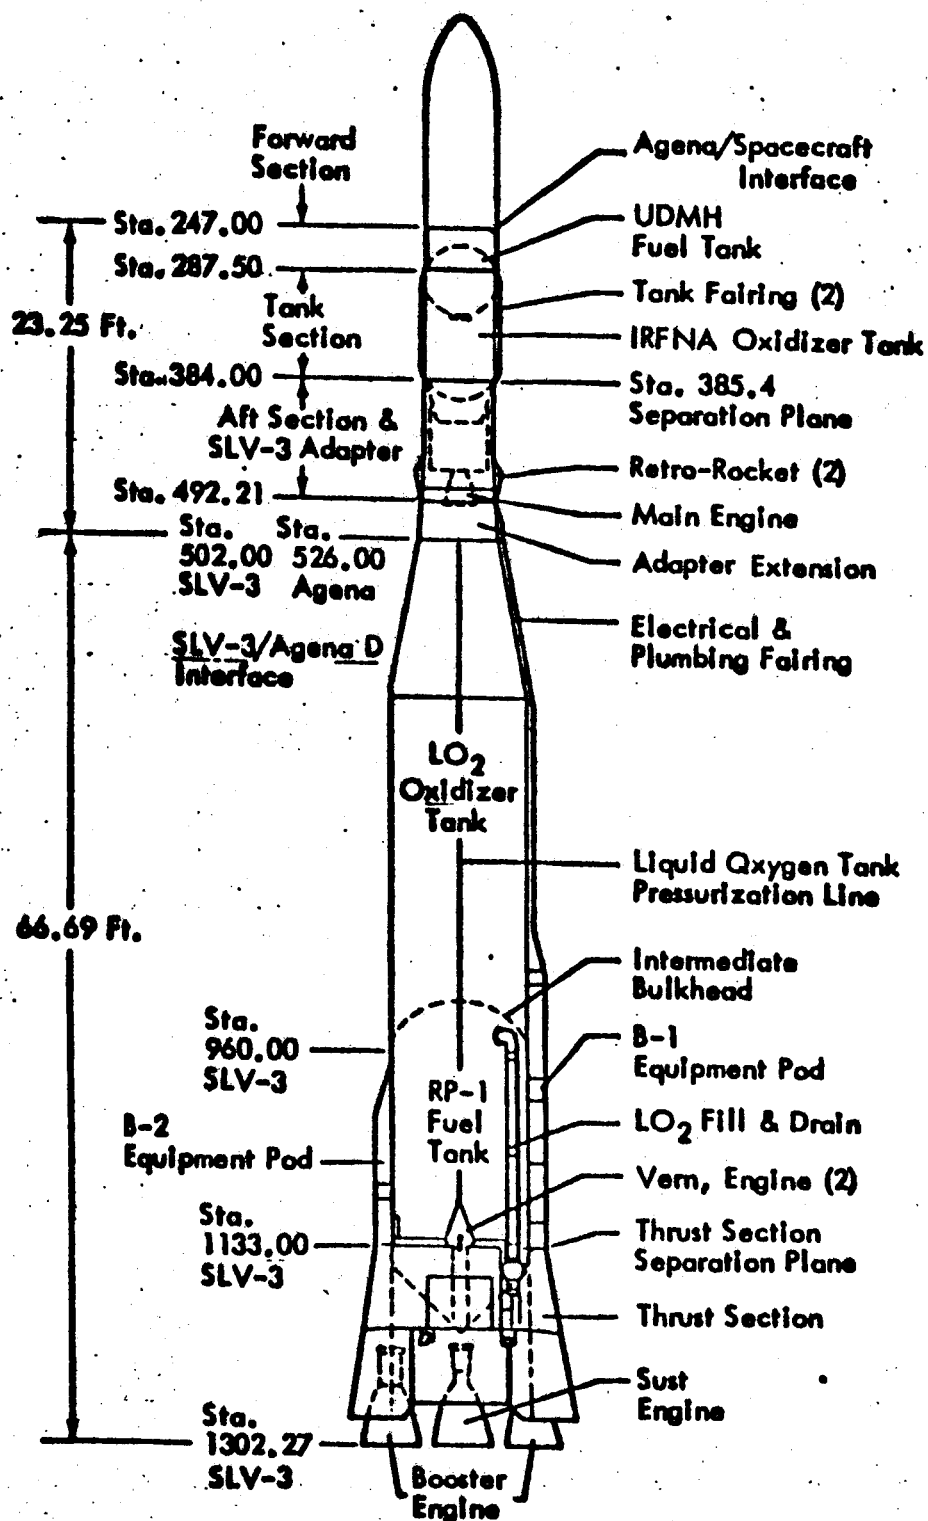 Forward
Section
Sta. 247.00
Sta. 287.50
23.25 Ft.
Tank
Section
Sta. 384.00
Aft Section &
SLV-3 Adapter
Sta. 492.21
Sta. Sta.
502.00 526.00
SLV-3 Agena
SLV-3/Agena D
Interface
66.69 Ft.
Sta.
960.00
SLV-3
B-2
Equipment Pod
Sta.
1133.00
SLV-3
Sta.
1302.27
SLV-3
LO2
Oxidizer
Tank
RP-1
Fuel
Tank
Booster
Engine
Agena/Spacecraft
Interface
UDMH
Fuel Tank
Tank Fairing (2)
IRFNA Oxidizer Tank
Sta. 385.4
Separation Plane
Retro-Rocket (2)
Main Engine
Adapter Extension
Electrical &
Plumbing Fairing
Liquid Qxygen Tank
Pressurization Line
Intermediate
Bulkhead
B-1
Equipment Pod
LO2 Fill & Drain
Vern, Engine (2)
Thrust Section
Separation Plane
Thrust Section
Sust
Engine